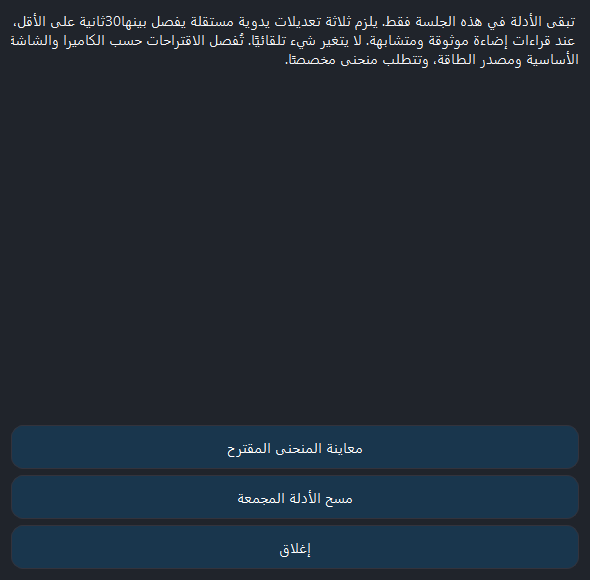 تبقى الأدلة في هذه الجلسة فقط. يلزم ثلاثة تعديلات يدوية مستقلة يفصل بينها30ثانية على الأقل،
عند قراءات إضاءة موثوقة ومتشابهة. لا يتغير شيء تلقائيًا. تُفصل الاقتراحات حسب الكاميرا والشاشة
الأساسية ومصدر الطاقة، وتتطلب منحنى مخصصًا.
معاينة المنحنى المقترح
مسح الأدلة المجمعة
إغلاق